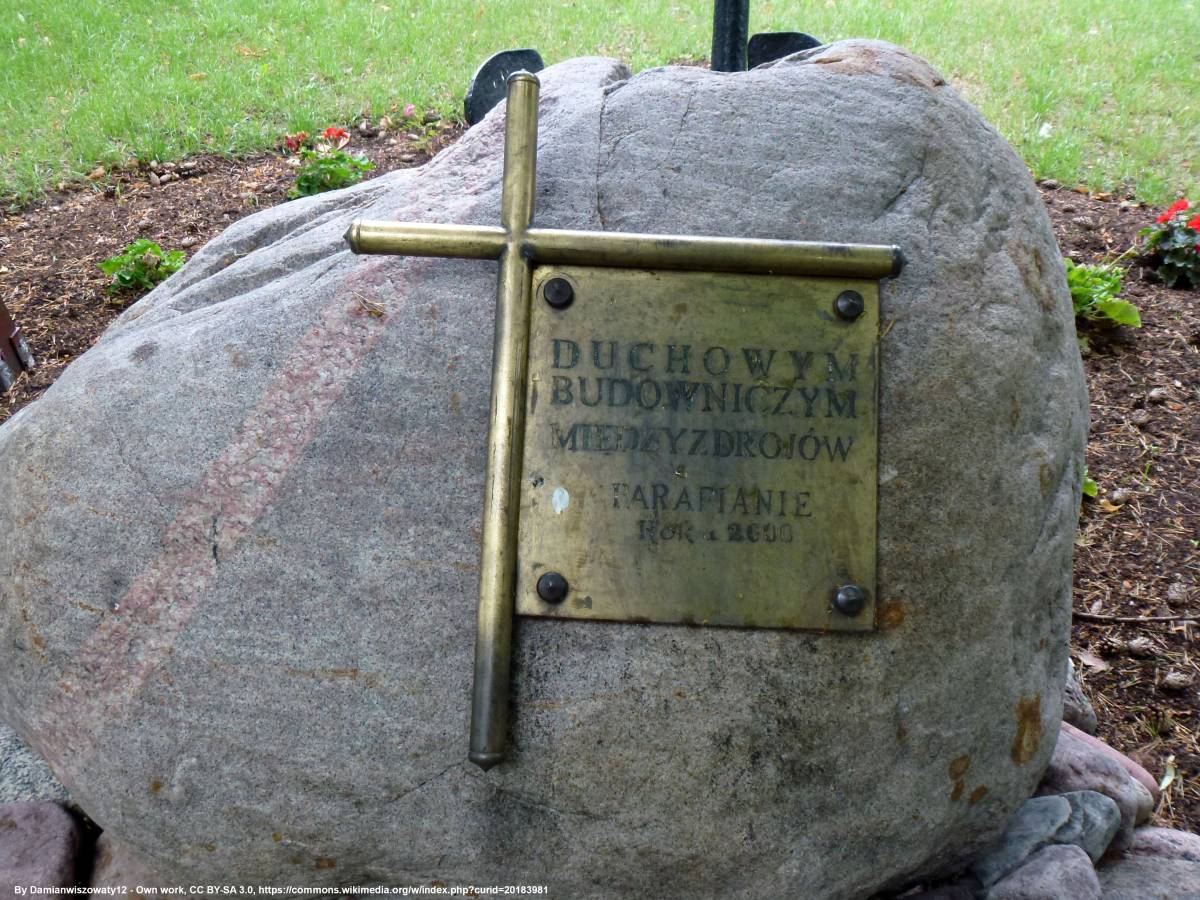 DUCHOWYM
BUDOWNICZYM
MIĘDZYZDROJÓW
PARAFIANIE
Rok 2000
By Damianwiszowaty12 - Own work, CC BY-SA 3.0, https://commons.wikimedia.org/w/index.php?curid=20183981